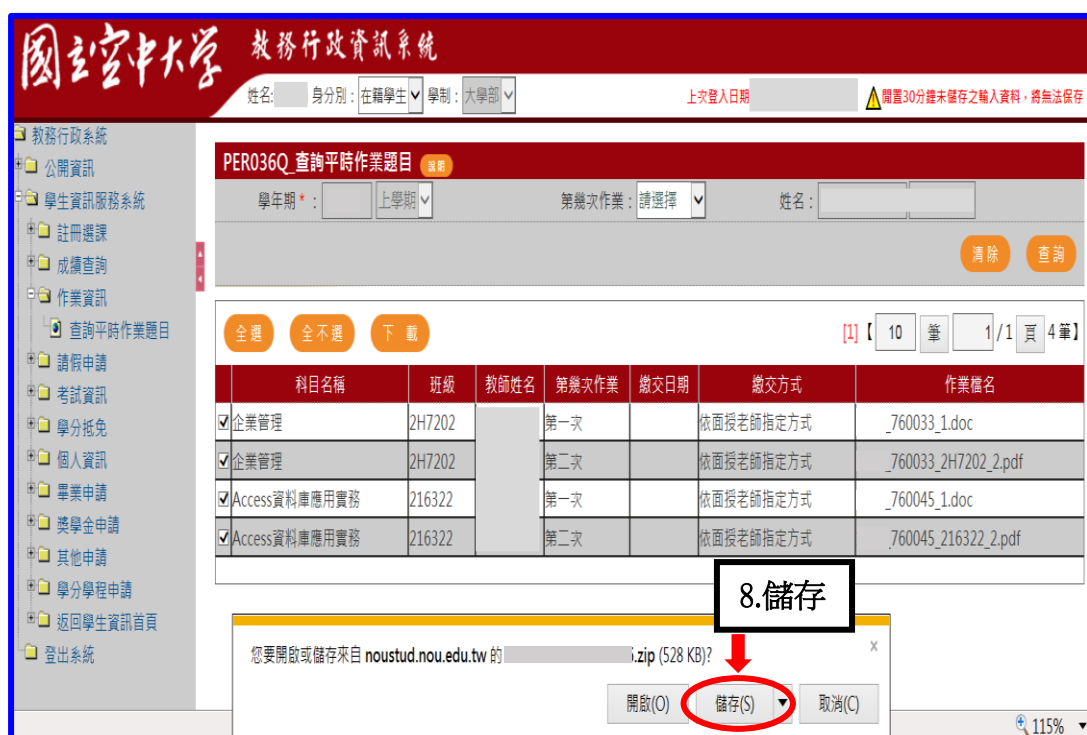 國立空中大學 教務行政資訊系統
姓名: 身分別：在籍學生 學制：大學部 上次登入日期 閒置30分鐘未儲存之輸入資料，將無法保存
教務行政系統
公開資訊
學生資訊服務系統
註冊選課
成績查詢
作業資訊
查詢平時作業題目
請假申請
考試資訊
學分抵免
個人資訊
畢業申請
獎學金申請
其他申請
學分學程申請
返回學生資訊首頁
登出系統
PER036Q_查詢平時作業題目 說明
學年期*： 上學期 第幾次作業：請選擇 姓名：
清除 查詢
全選 全不選 下 載 [1]【 10 筆 1 /1 頁 4筆】
科目名稱 班級 教師姓名 第幾次作業 繳交日期 繳交方式 作業檔名
企業管理 2H7202 第一次 依面授老師指定方式 _760033_1.doc
企業管理 2H7202 第二次 依面授老師指定方式 _760033_2H7202_2.pdf
Access資料庫應用實務 216322 第一次 依面授老師指定方式 _760045_1.doc
Access資料庫應用實務 216322 第二次 依面授老師指定方式 _760045_216322_2.pdf
8.儲存
您要開啟或儲存來自 noustud.nou.edu.tw 的 .zip (528 KB)? x
開啟(O) 儲存(S) 取消(C)
115%